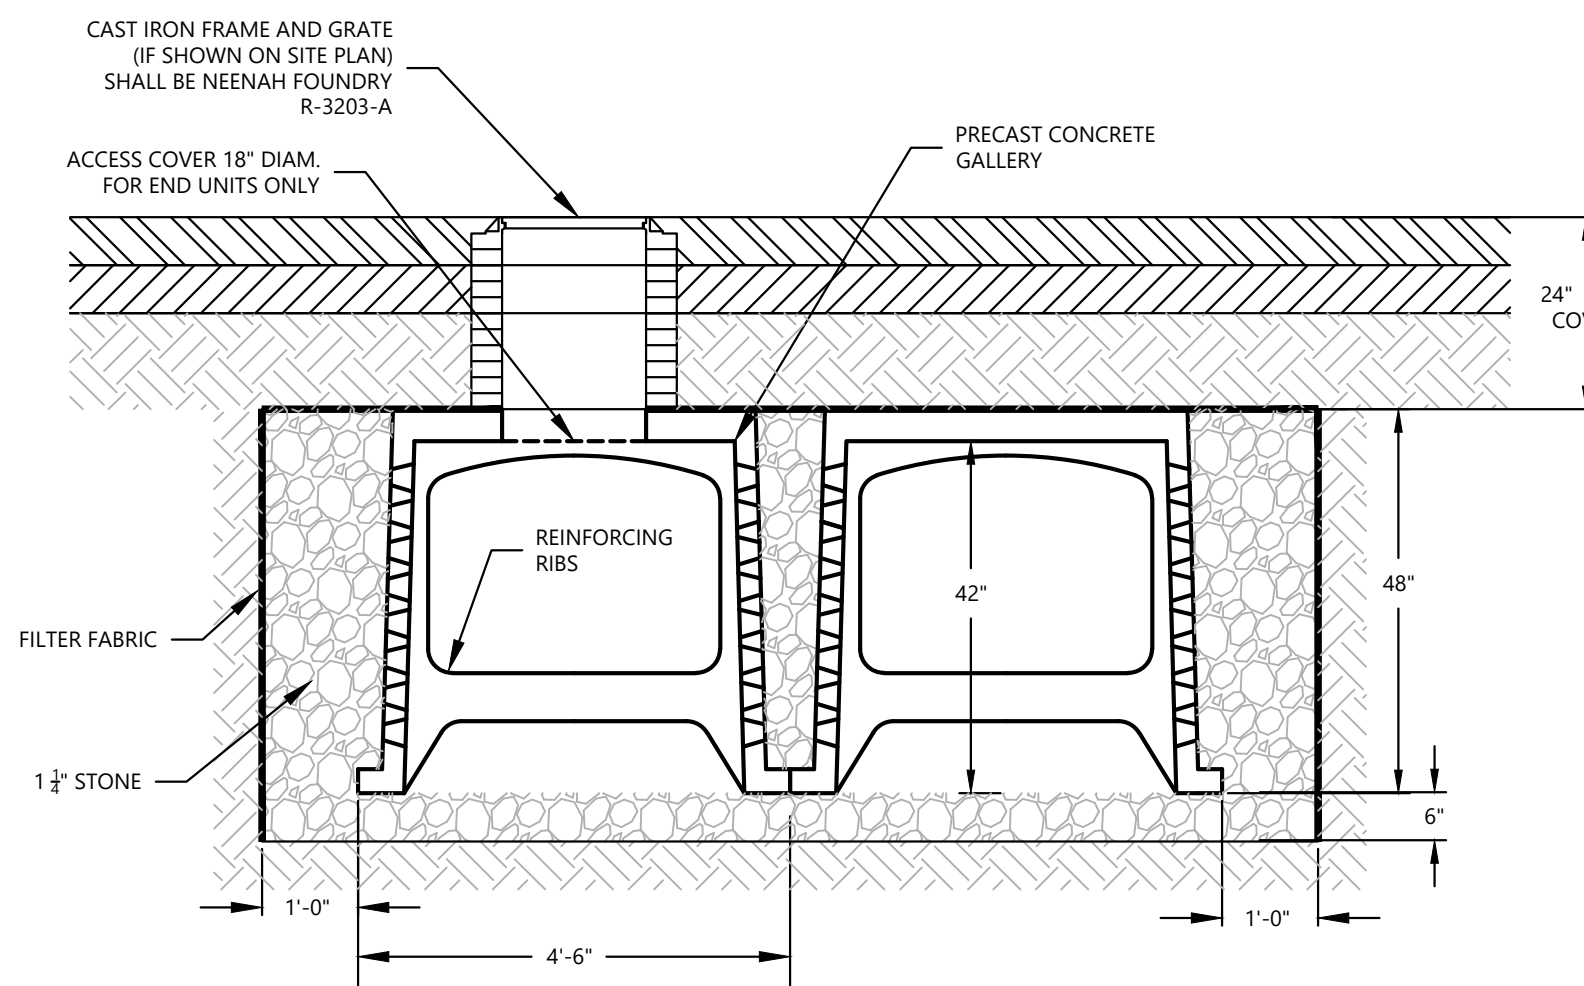 CAST IRON FRAME AND GRATE
(IF SHOWN ON SITE PLAN)
SHALL BE NEENAH FOUNDRY
R-3203-A
ACCESS COVER 18" DIAM.
FOR END UNITS ONLY
PRECAST CONCRETE
GALLERY
24"
REINFORCING
RIBS
42"
48"
FILTER FABRIC
1 1/4" STONE
6"
1'-0"
1'-0"
4'-6"